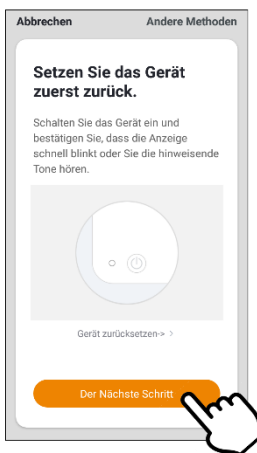 Abbrechen Andere Methoden
Setzen Sie das Gerät
zuerst zurück.
Schalten Sie das Gerät ein und
bestätigen Sie, dass die Anzeige
schnell blinkt oder Sie die hinweisende
Tone hören.
Gerät zurücksetzen-> >
Der Nächste Schritt